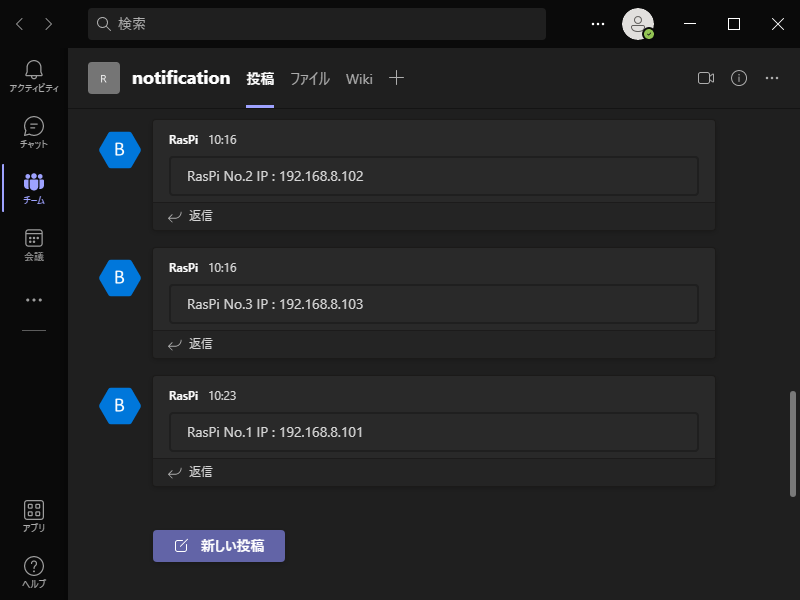 検索
R notification 投稿 ファイル Wiki
アクティビティ
チャット
チーム
会議
アプリ
ヘルプ
B
RasPi 10:16
RasPi No.2 IP : 192.168.8.102
返信
B
RasPi 10:16
RasPi No.3 IP : 192.168.8.103
返信
B
RasPi 10:23
RasPi No.1 IP : 192.168.8.101
返信
新しい投稿